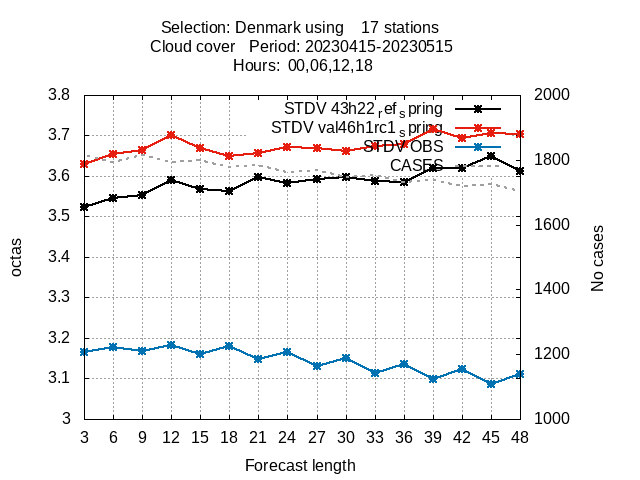 Selection: Denmark using    17 stations
Cloud cover   Period: 20230415-20230515
Hours:  00,06,12,18
STDV 43h22ref spring
STDV val46h1rc1spring
STDV OBS
CASES
3.8
3.7
3.6
3.5
3.4
3.3
3.2
3.1
3
octas
2000
1800
1600
1400
1200
1000
No cases
3 6 9 12 15 18 21 24 27 30 33 36 39 42 45 48
Forecast length